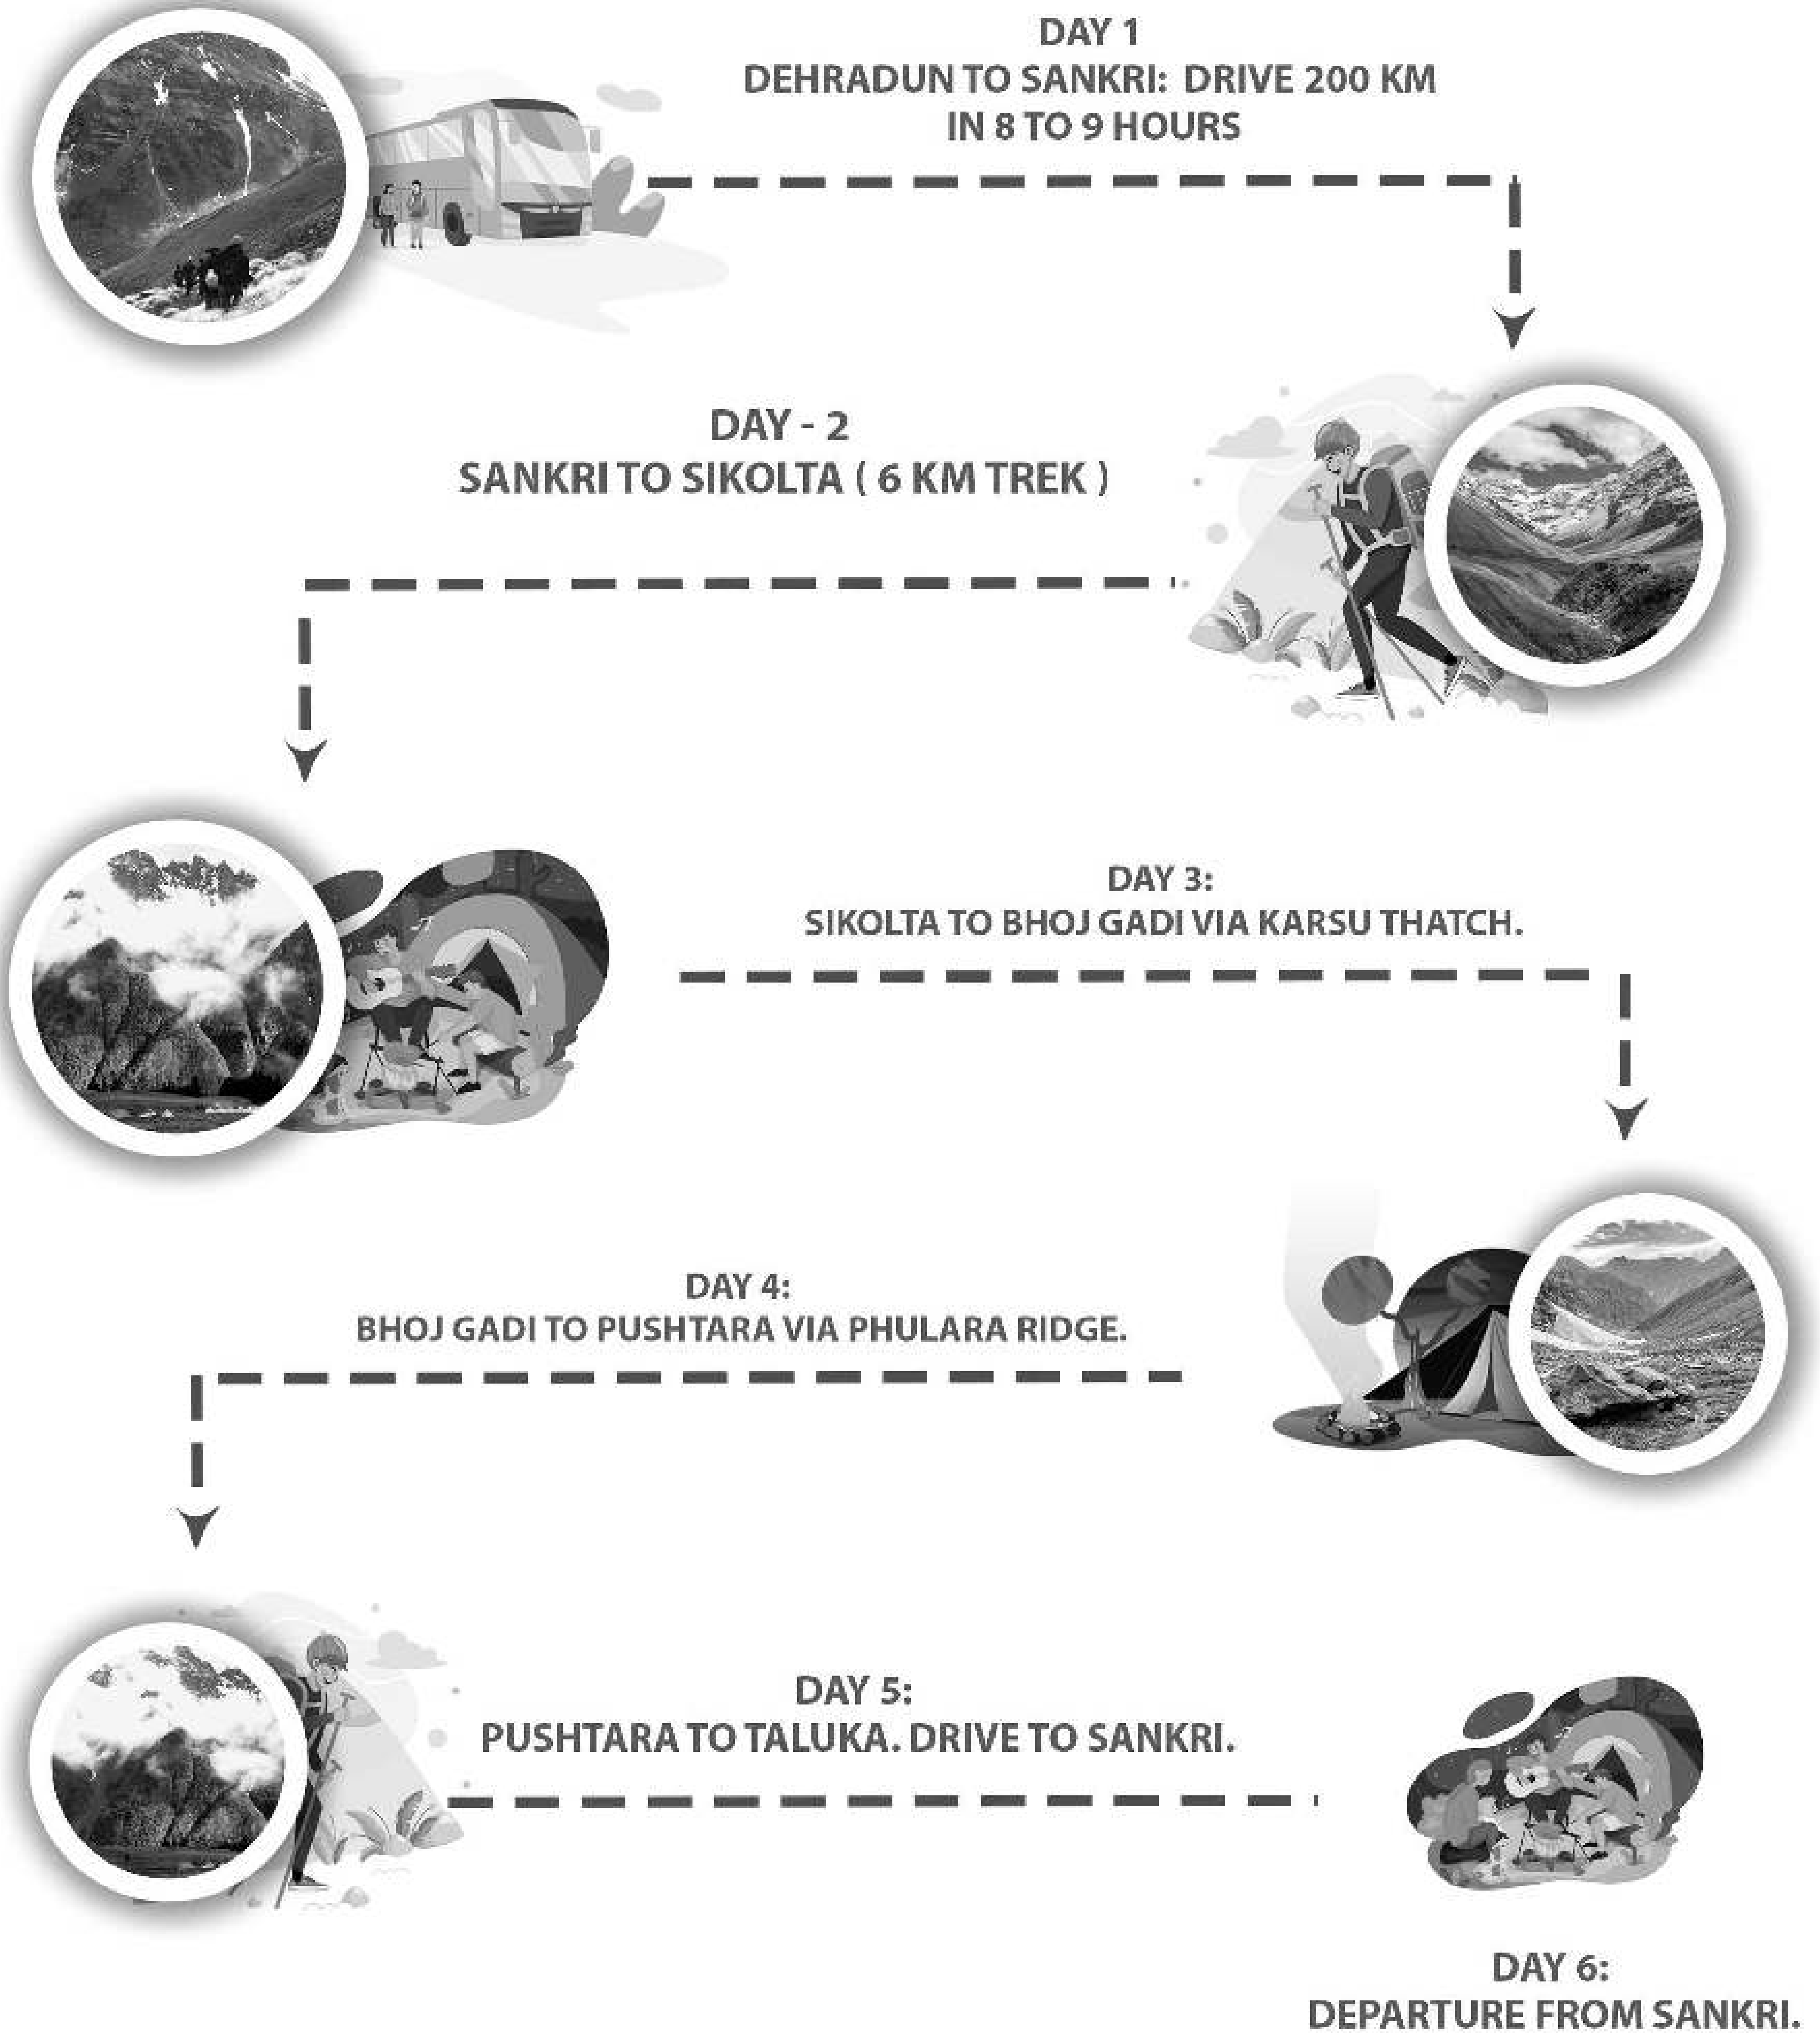 DAY 1
DEHRADUN TO SANKRI: DRIVE 200 KM
IN 8 TO 9 HOURS
DAY - 2
SANKRI TO SIKOLTA ( 6 KM TREK )
DAY 3:
SIKOLTA TO BHOJ GADI VIA KARSU THATCH.
DAY 4:
BHOJ GADI TO PUSHTARA VIA PHULARA RIDGE.
DAY 5:
PUSHTARA TO TALUKA. DRIVE TO SANKRI.
DAY 6:
DEPARTURE FROM SANKRI.